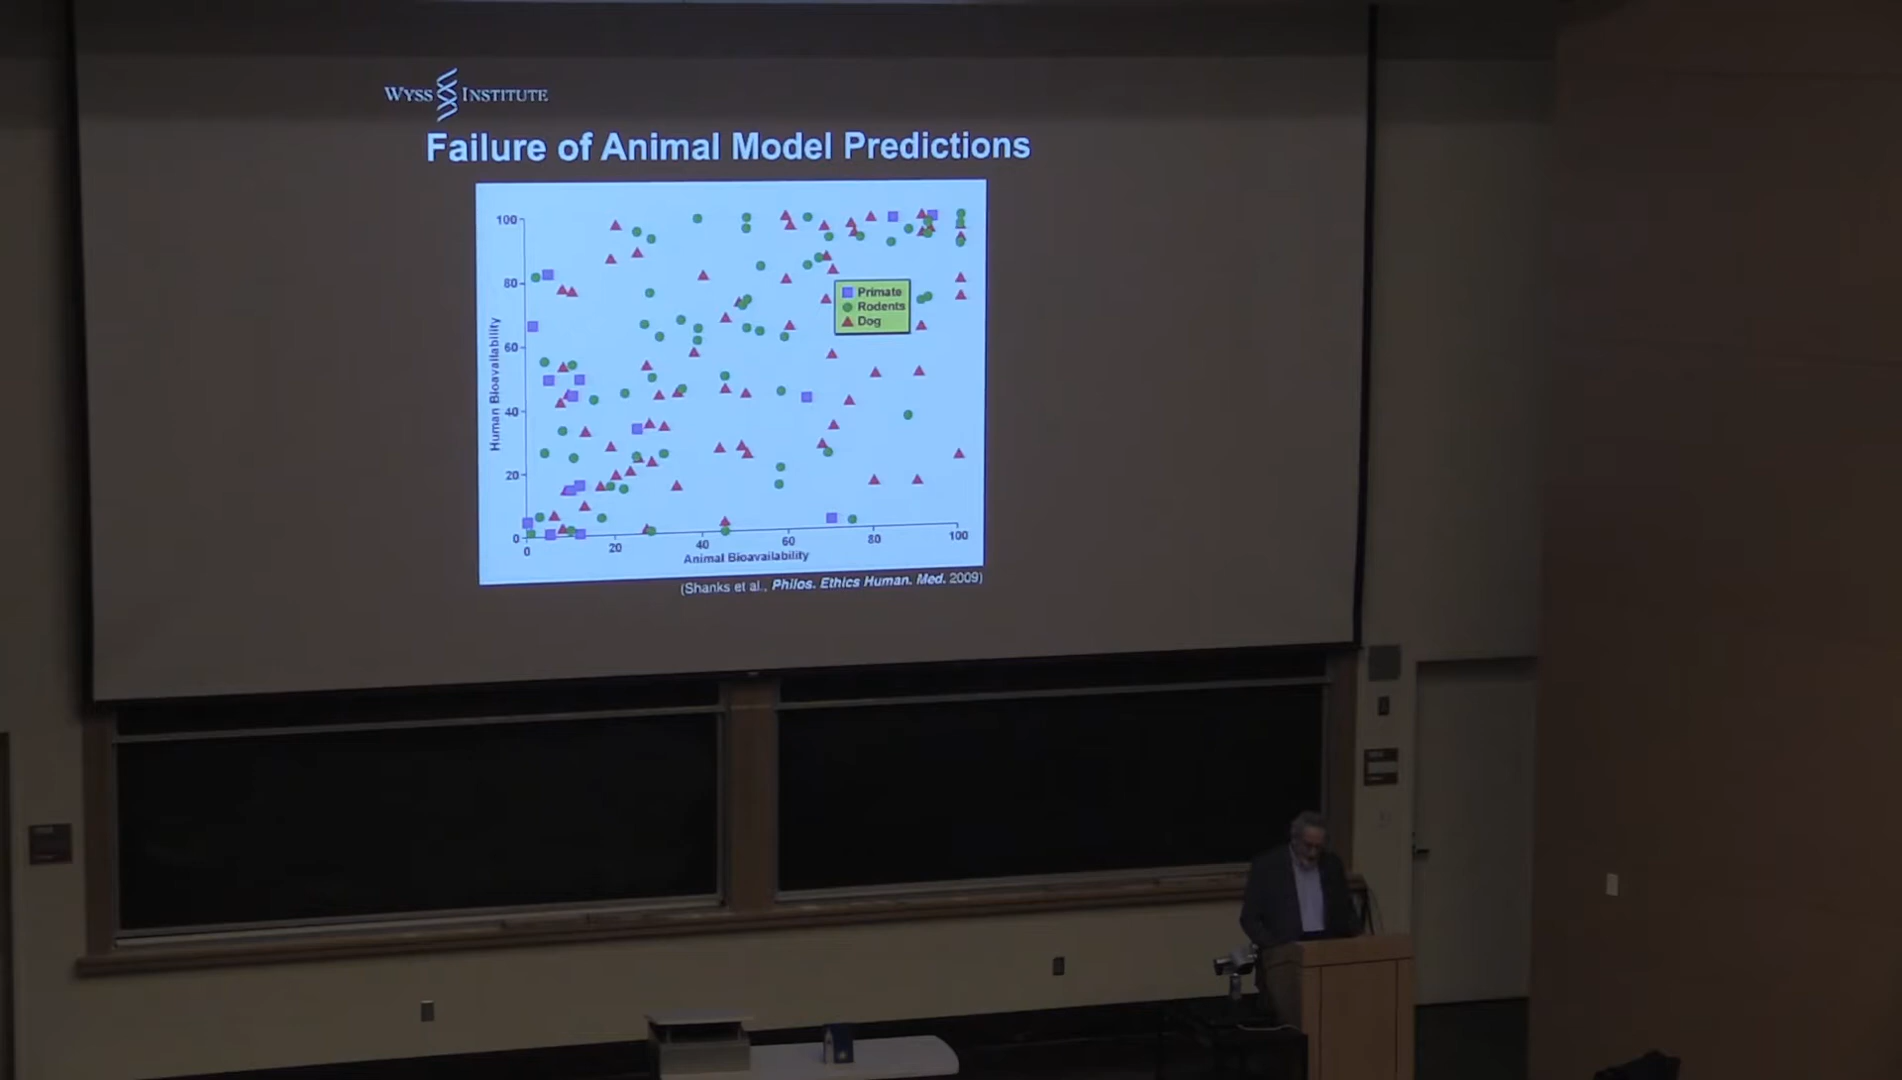 WYSS INSTITUTE
Failure of Animal Model Predictions
100
80
60
40
20
0
Human Bioavailability
Primate
Rodents
Dog
0 20 40 60 80 100
Animal Bioavailability
(Shanks et al., Philos. Ethics Human. Med. 2009)